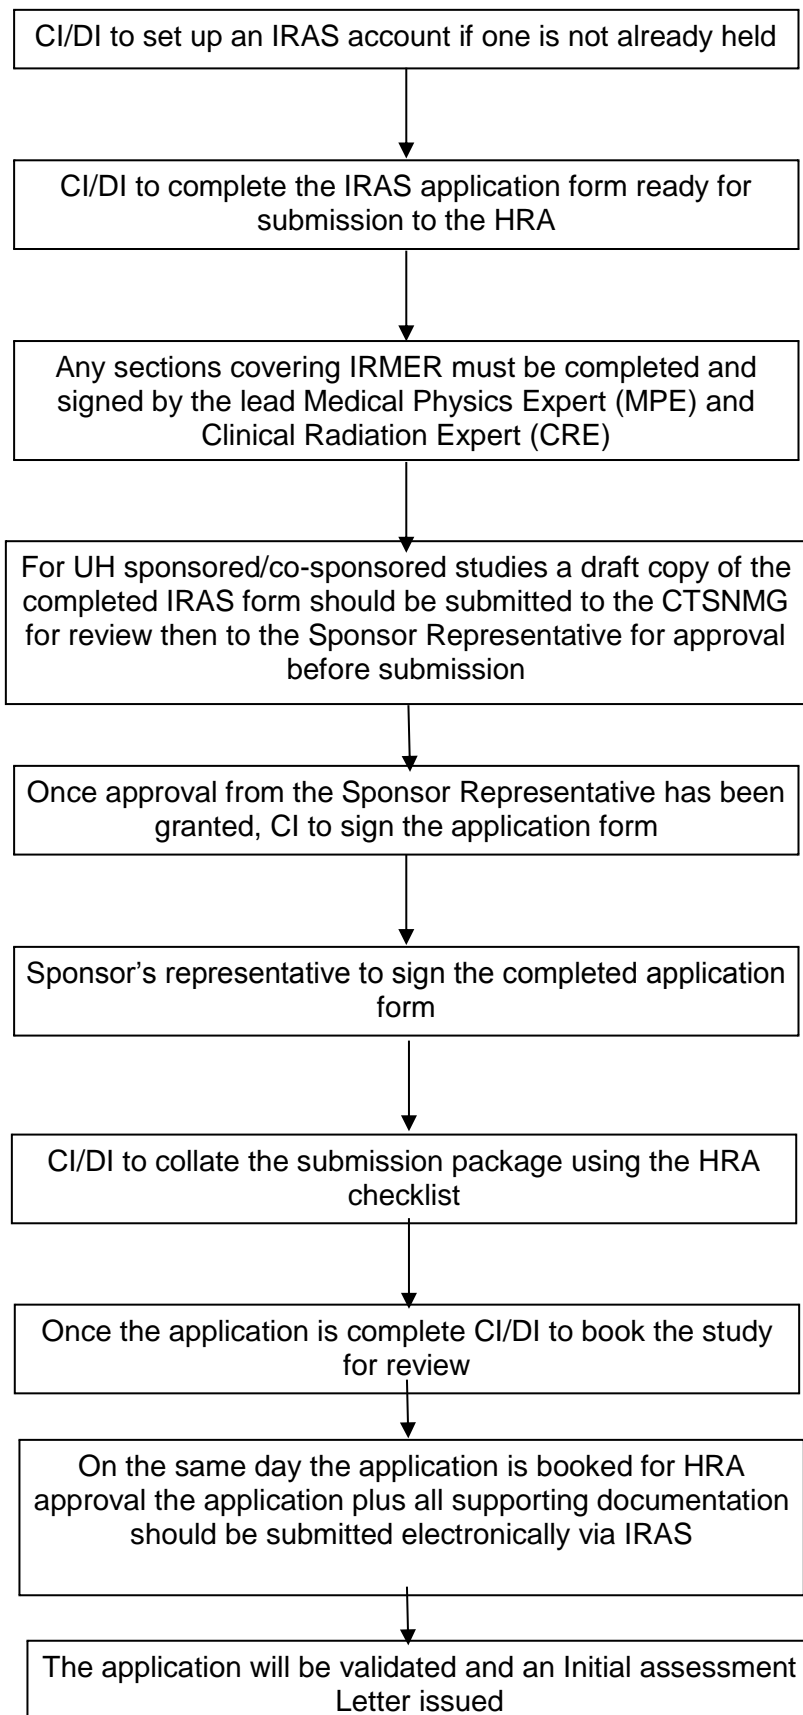 CI/DI to set up an IRAS account if one is not already held
CI/DI to complete the IRAS application form ready for
submission to the HRA
Any sections covering IRMER must be completed and
signed by the lead Medical Physics Expert (MPE) and
Clinical Radiation Expert (CRE)
For UH sponsored/co-sponsored studies a draft copy of the
completed IRAS form should be submitted to the CTSNMG
for review then to the Sponsor Representative for approval
before submission
Once approval from the Sponsor Representative has been
granted, CI to sign the application form
Sponsor’s representative to sign the completed application
form
CI/DI to collate the submission package using the HRA
checklist
Once the application is complete CI/DI to book the study
for review
On the same day the application is booked for HRA
approval the application plus all supporting documentation
should be submitted electronically via IRAS
The application will be validated and an Initial assessment
Letter issued